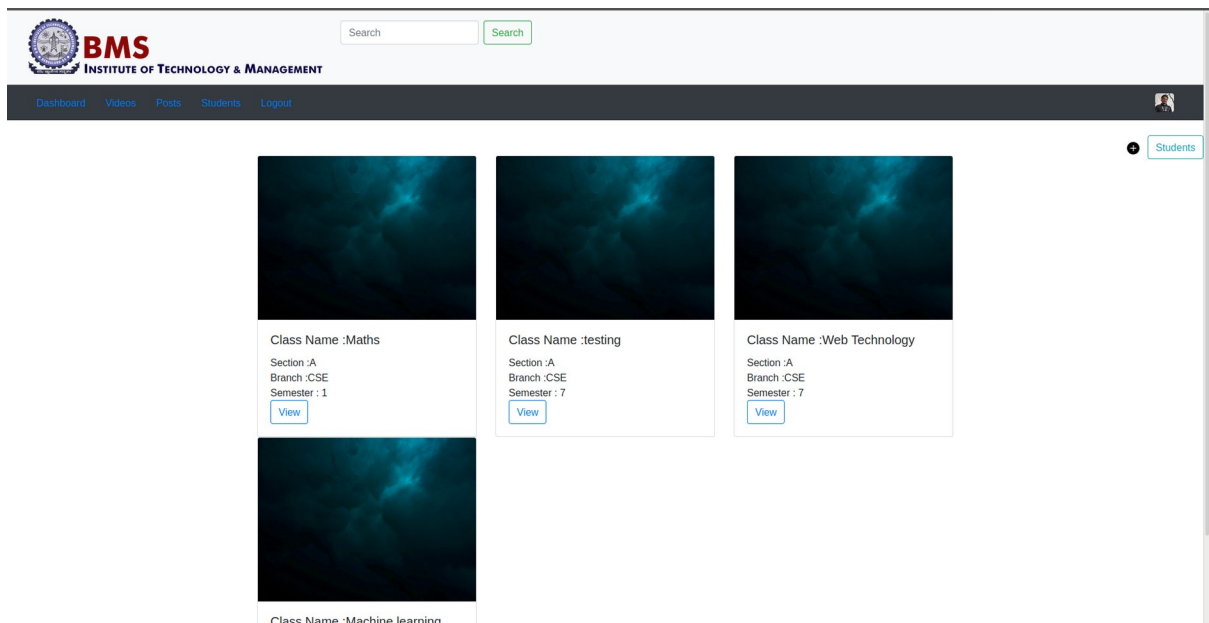 BMS
INSTITUTE OF TECHNOLOGY & MANAGEMENT
Search Search
Dashboard Videos Posts Students Logout
Students
Class Name :Maths
Section :A
Branch :CSE
Semester : 1
View
Class Name :testing
Section :A
Branch :CSE
Semester : 7
View
Class Name :Web Technology
Section :A
Branch :CSE
Semester : 7
View
Class Name :Machine learning